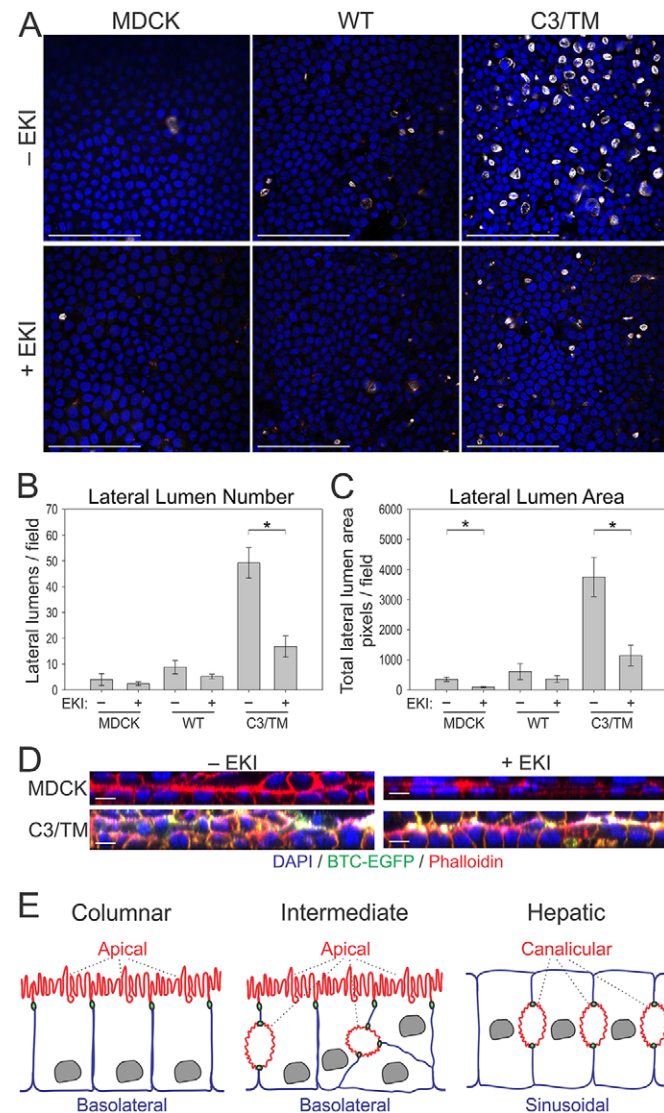 A
MDCK WT C3/TM
– EKI
+ EKI
B
Lateral Lumen Number
Lateral lumens / field
70
60
50
40
30
20
10
0
*
EKI: – + – + – +
MDCK WT C3/TM
C
Lateral Lumen Area
Total lateral lumen area
pixels / field
6000
5000
4000
3000
2000
1000
0
* *
EKI: – + – + – +
MDCK WT C3/TM
D
– EKI + EKI
MDCK
C3/TM
DAPI / BTC-EGFP / Phalloidin
E
Columnar Intermediate Hepatic
Apical Apical Canalicular
Basolateral Basolateral Sinusoidal